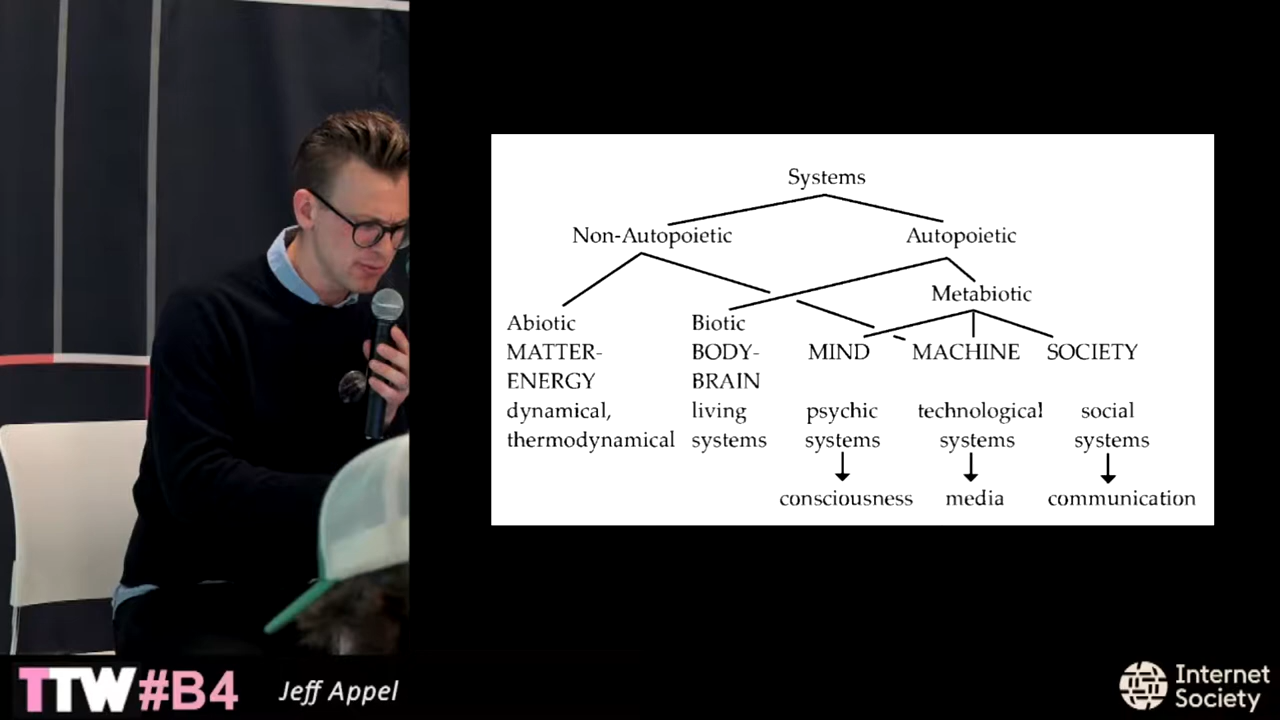 Systems
Non-Autopoietic
Autopoietic
Metabiotic
Abiotic
MATTER-
ENERGY
dynamical,
thermodynamical
Biotic
BODY-
BRAIN
living
systems
MIND
psychic
systems
consciousness
MACHINE
technological
systems
media
SOCIETY
social
systems
communication
TTW#B4
Jeff Appel
Internet
Society